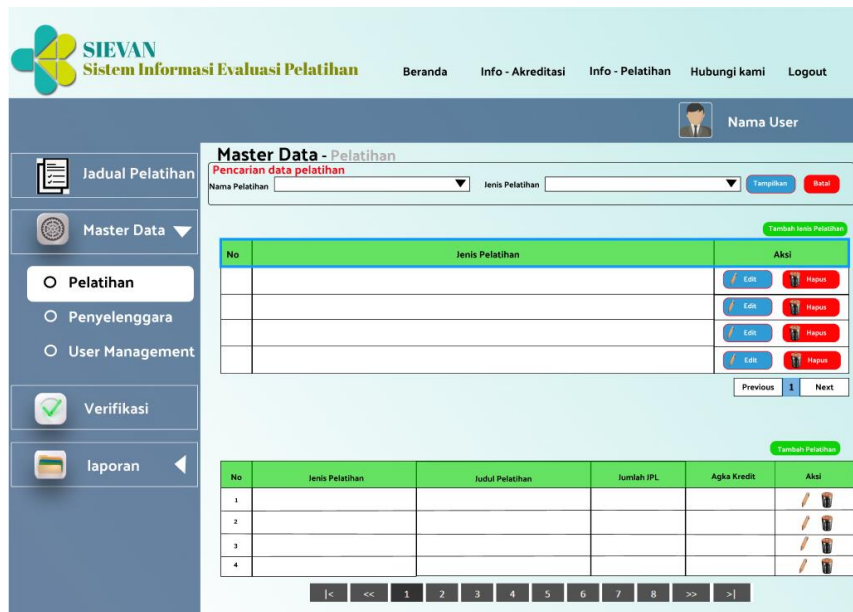 SIEVAN
Sistem Informasi Evaluasi Pelatihan
Beranda Info - Akreditasi Info - Pelatihan Hubungi kami Logout
Nama User
Jadual Pelatihan
Master Data
Pelatihan
Penyelenggara
User Management
Verifikasi
laporan
Master Data - Pelatihan
Pencarian data pelatihan
Nama Pelatihan Jenis Pelatihan Tampilkan Batal
Tambah Jenis Pelatihan
No Jenis Pelatihan Aksi
Edit Hapus
Edit Hapus
Edit Hapus
Edit Hapus
Previous 1 Next
Tambah Pelatihan
No Jenis Pelatihan Judul Pelatihan Jumlah JPL Agka Kredit Aksi
1
2
3
4
|< << 1 2 3 4 5 6 7 8 >> >|